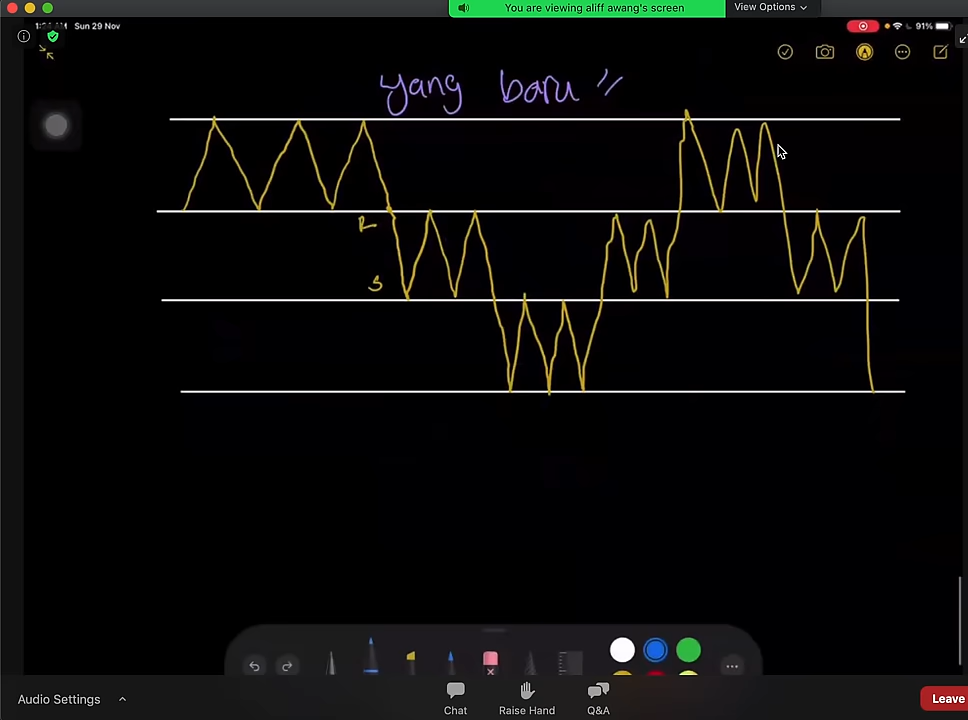 You are viewing aliff awang's screen
View Options
Sun 29 Nov
91%
yang baru "
R
S
Audio Settings
Chat
Raise Hand
Q&A
Leave